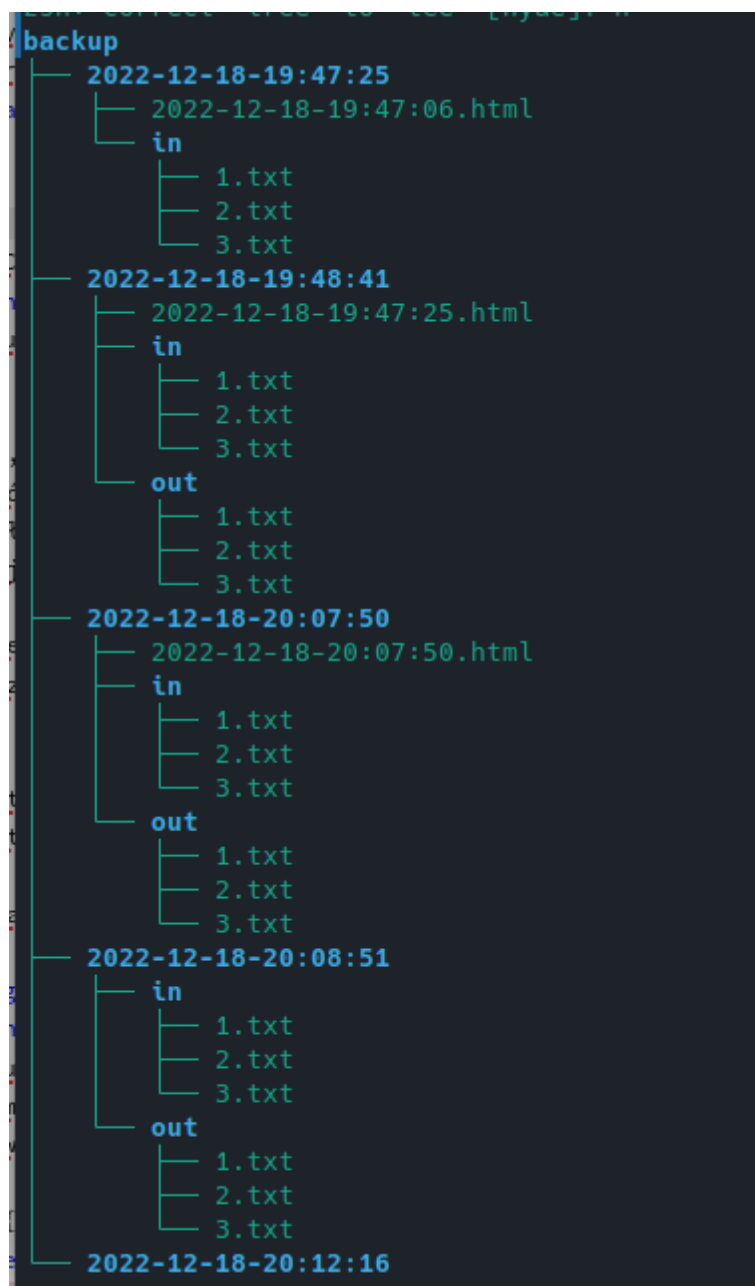 backup
├── 2022-12-18-19:47:25
│   ├── 2022-12-18-19:47:06.html
│   └── in
│       ├── 1.txt
│       ├── 2.txt
│       └── 3.txt
├── 2022-12-18-19:48:41
│   ├── 2022-12-18-19:47:25.html
│   ├── in
│   │   ├── 1.txt
│   │   ├── 2.txt
│   │   └── 3.txt
│   └── out
│       ├── 1.txt
│       ├── 2.txt
│       └── 3.txt
├── 2022-12-18-20:07:50
│   ├── 2022-12-18-20:07:50.html
│   ├── in
│   │   ├── 1.txt
│   │   ├── 2.txt
│   │   └── 3.txt
│   └── out
│       ├── 1.txt
│       ├── 2.txt
│       └── 3.txt
├── 2022-12-18-20:08:51
│   ├── in
│   │   ├── 1.txt
│   │   ├── 2.txt
│   │   └── 3.txt
│   └── out
│       ├── 1.txt
│       ├── 2.txt
│       └── 3.txt
└── 2022-12-18-20:12:16